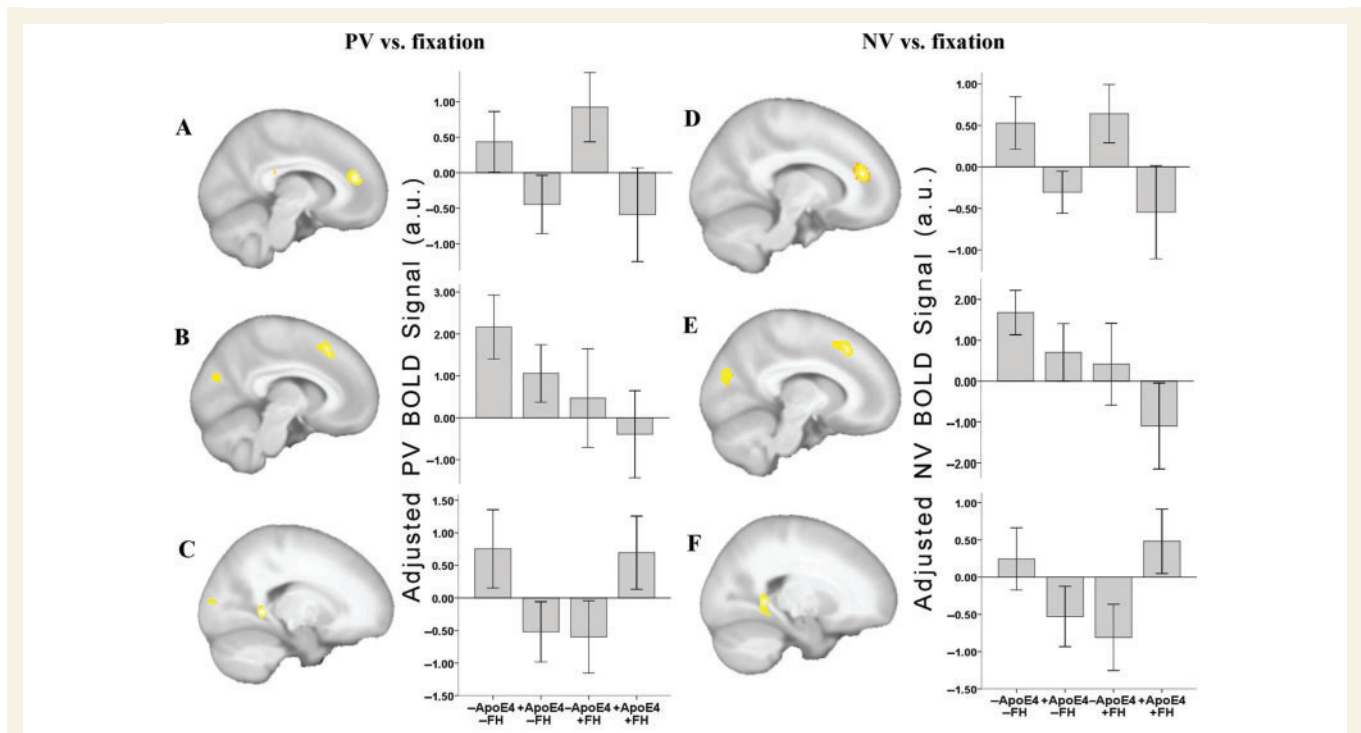 PV vs. fixation
NV vs. fixation
A
1.00
0.50
0.00
−0.50
−1.00
B
3.00
2.00
1.00
0.00
−1.00
C
1.50
1.00
0.50
0.00
−0.50
−1.00
−1.50
Adjusted PV BOLD Signal (a.u.)
−ApoE4 +ApoE4 −ApoE4 +ApoE4
−FH −FH +FH +FH
D
1.00
0.50
0.00
−0.50
−1.00
E
2.00
1.00
0.00
−1.00
−2.00
F
1.00
0.50
0.00
−0.50
−1.00
−1.50
Adjusted NV BOLD Signal (a.u.)
−ApoE4 +ApoE4 −ApoE4 +ApoE4
−FH −FH +FH +FH